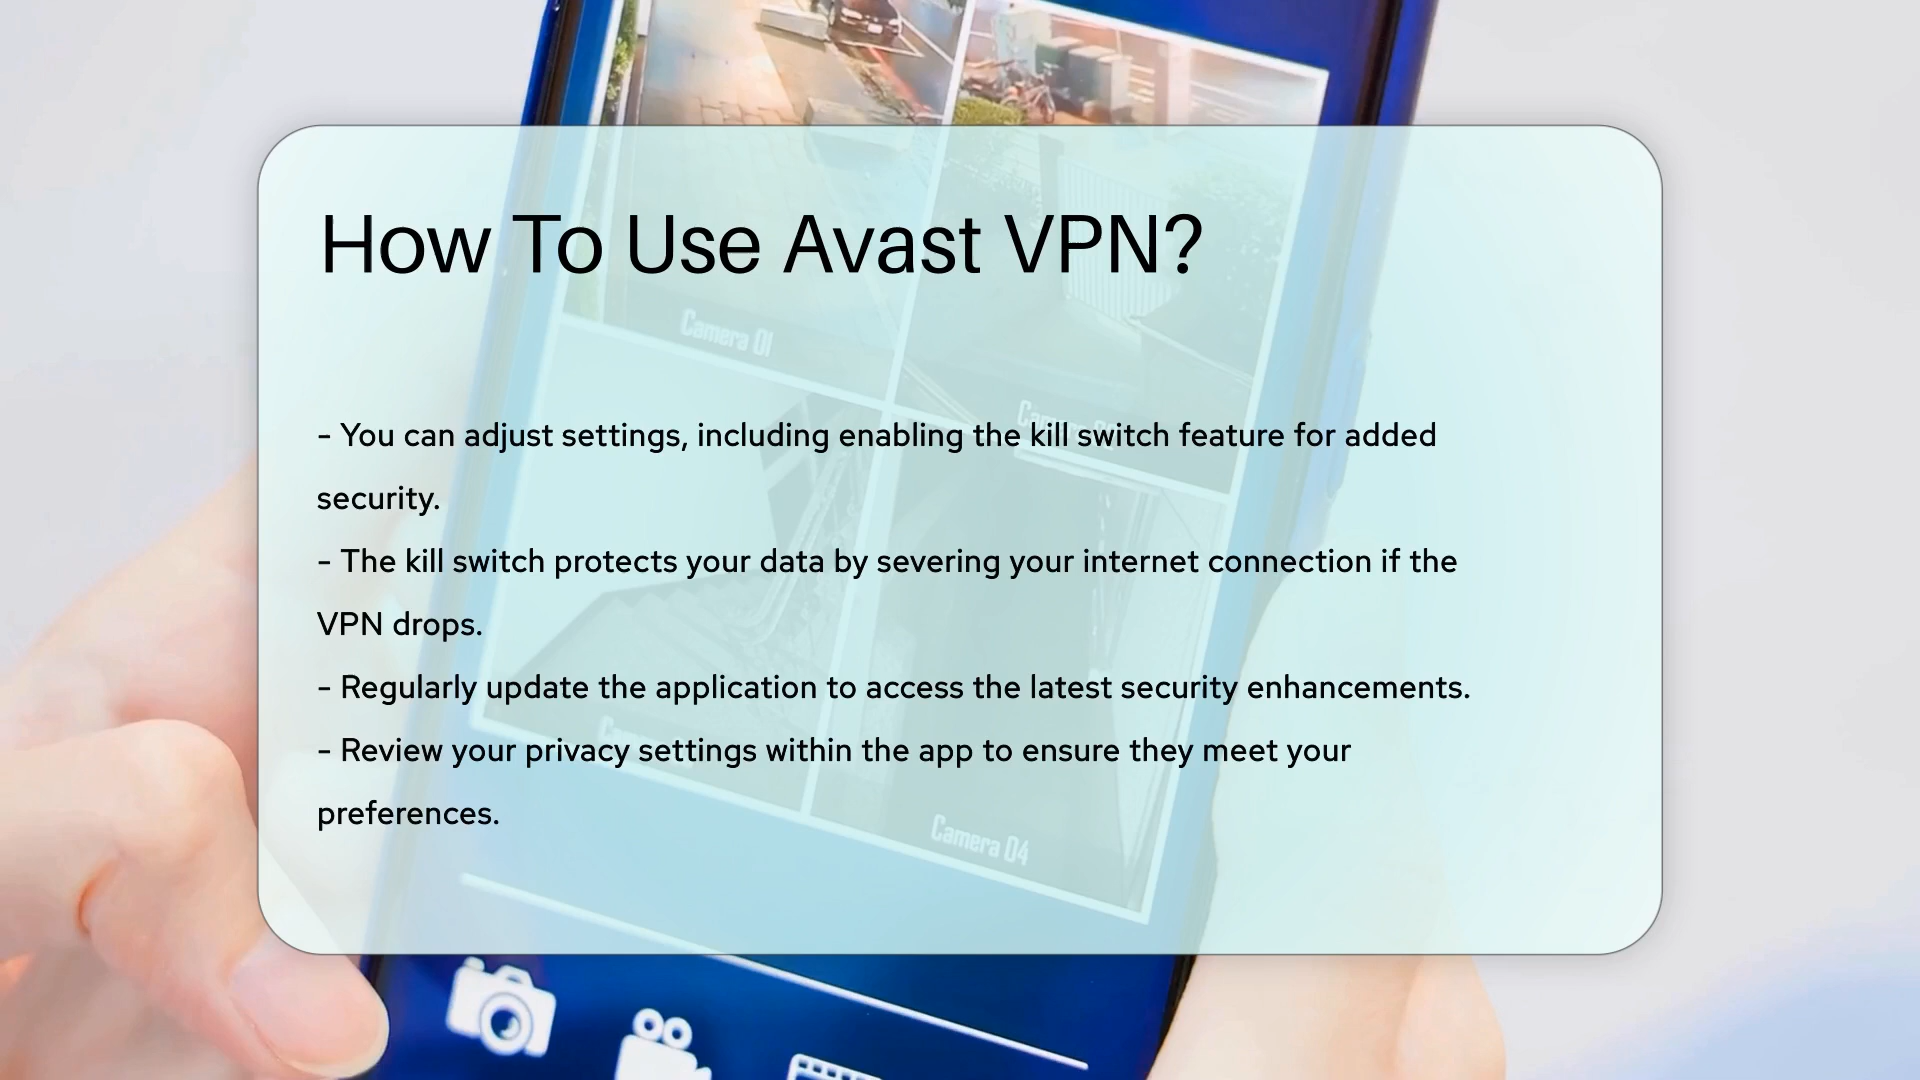 How To Use Avast VPN?
Camera 01
- You can adjust settings, including enabling the kill switch feature for added
security.
- The kill switch protects your data by severing your internet connection if the
VPN drops.
- Regularly update the application to access the latest security enhancements.
- Review your privacy settings within the app to ensure they meet your
preferences.
Camera 04